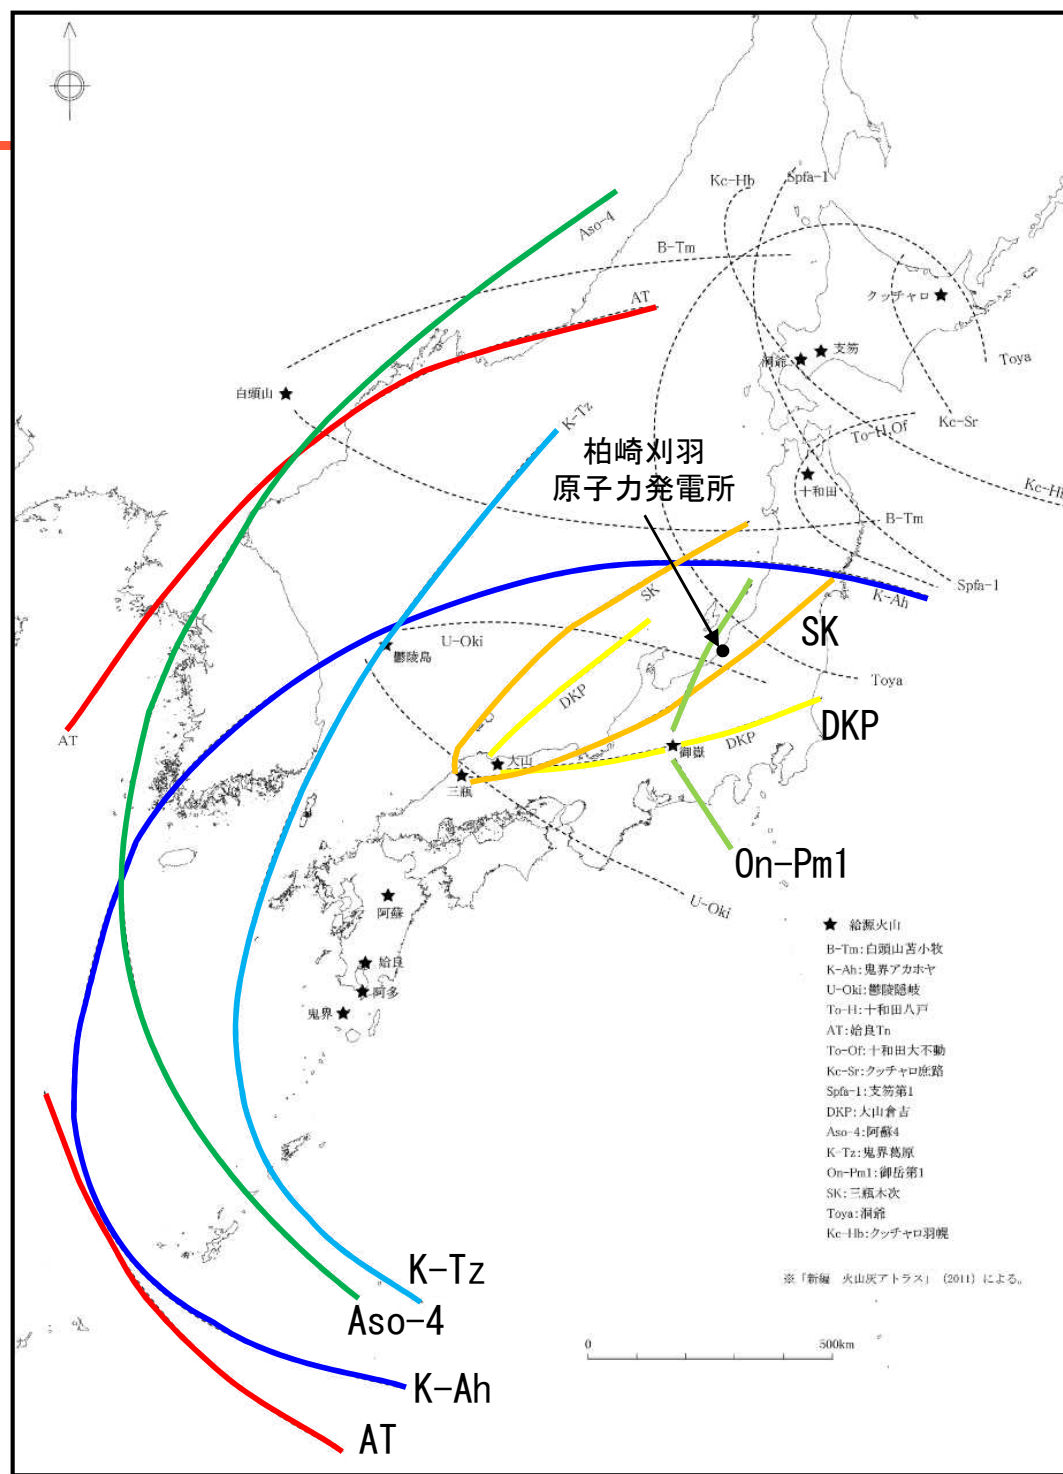 Kc-Hb
Spfa-1
Aso-4
B-Tm
AT
クッチャロ
支笏
洞爺
Toya
白頭山
K-Tz
To-H,Of
Kc-Sr
柏崎刈羽
原子力発電所
十和田
Kc-Hb
B-Tm
Spfa-1
K-Ah
SK
SK
U-Oki
鬱陵島
Toya
DKP
DKP
DKP
AT
大山
御嶽
三瓶
On-Pm1
U-Oki
阿蘇
姶良
阿多
鬼界
★ 給源火山
B-Tm:白頭山苫小牧
K-Ah:鬼界アカホヤ
U-Oki:鬱陵隠岐
To-H:十和田八戸
AT:姶良Tn
To-Of:十和田大不動
Kc-Sr:クッチャロ庶路
Spfa-1:支笏第1
DKP:大山倉吉
Aso-4:阿蘇4
K-Tz:鬼界葛原
On-Pm1:御岳第1
SK:三瓶木次
Toya:洞爺
Kc-Hb:クッチャロ羽幌
※「新編 火山灰アトラス」(2011)による。
K-Tz
Aso-4
0 500km
K-Ah
AT